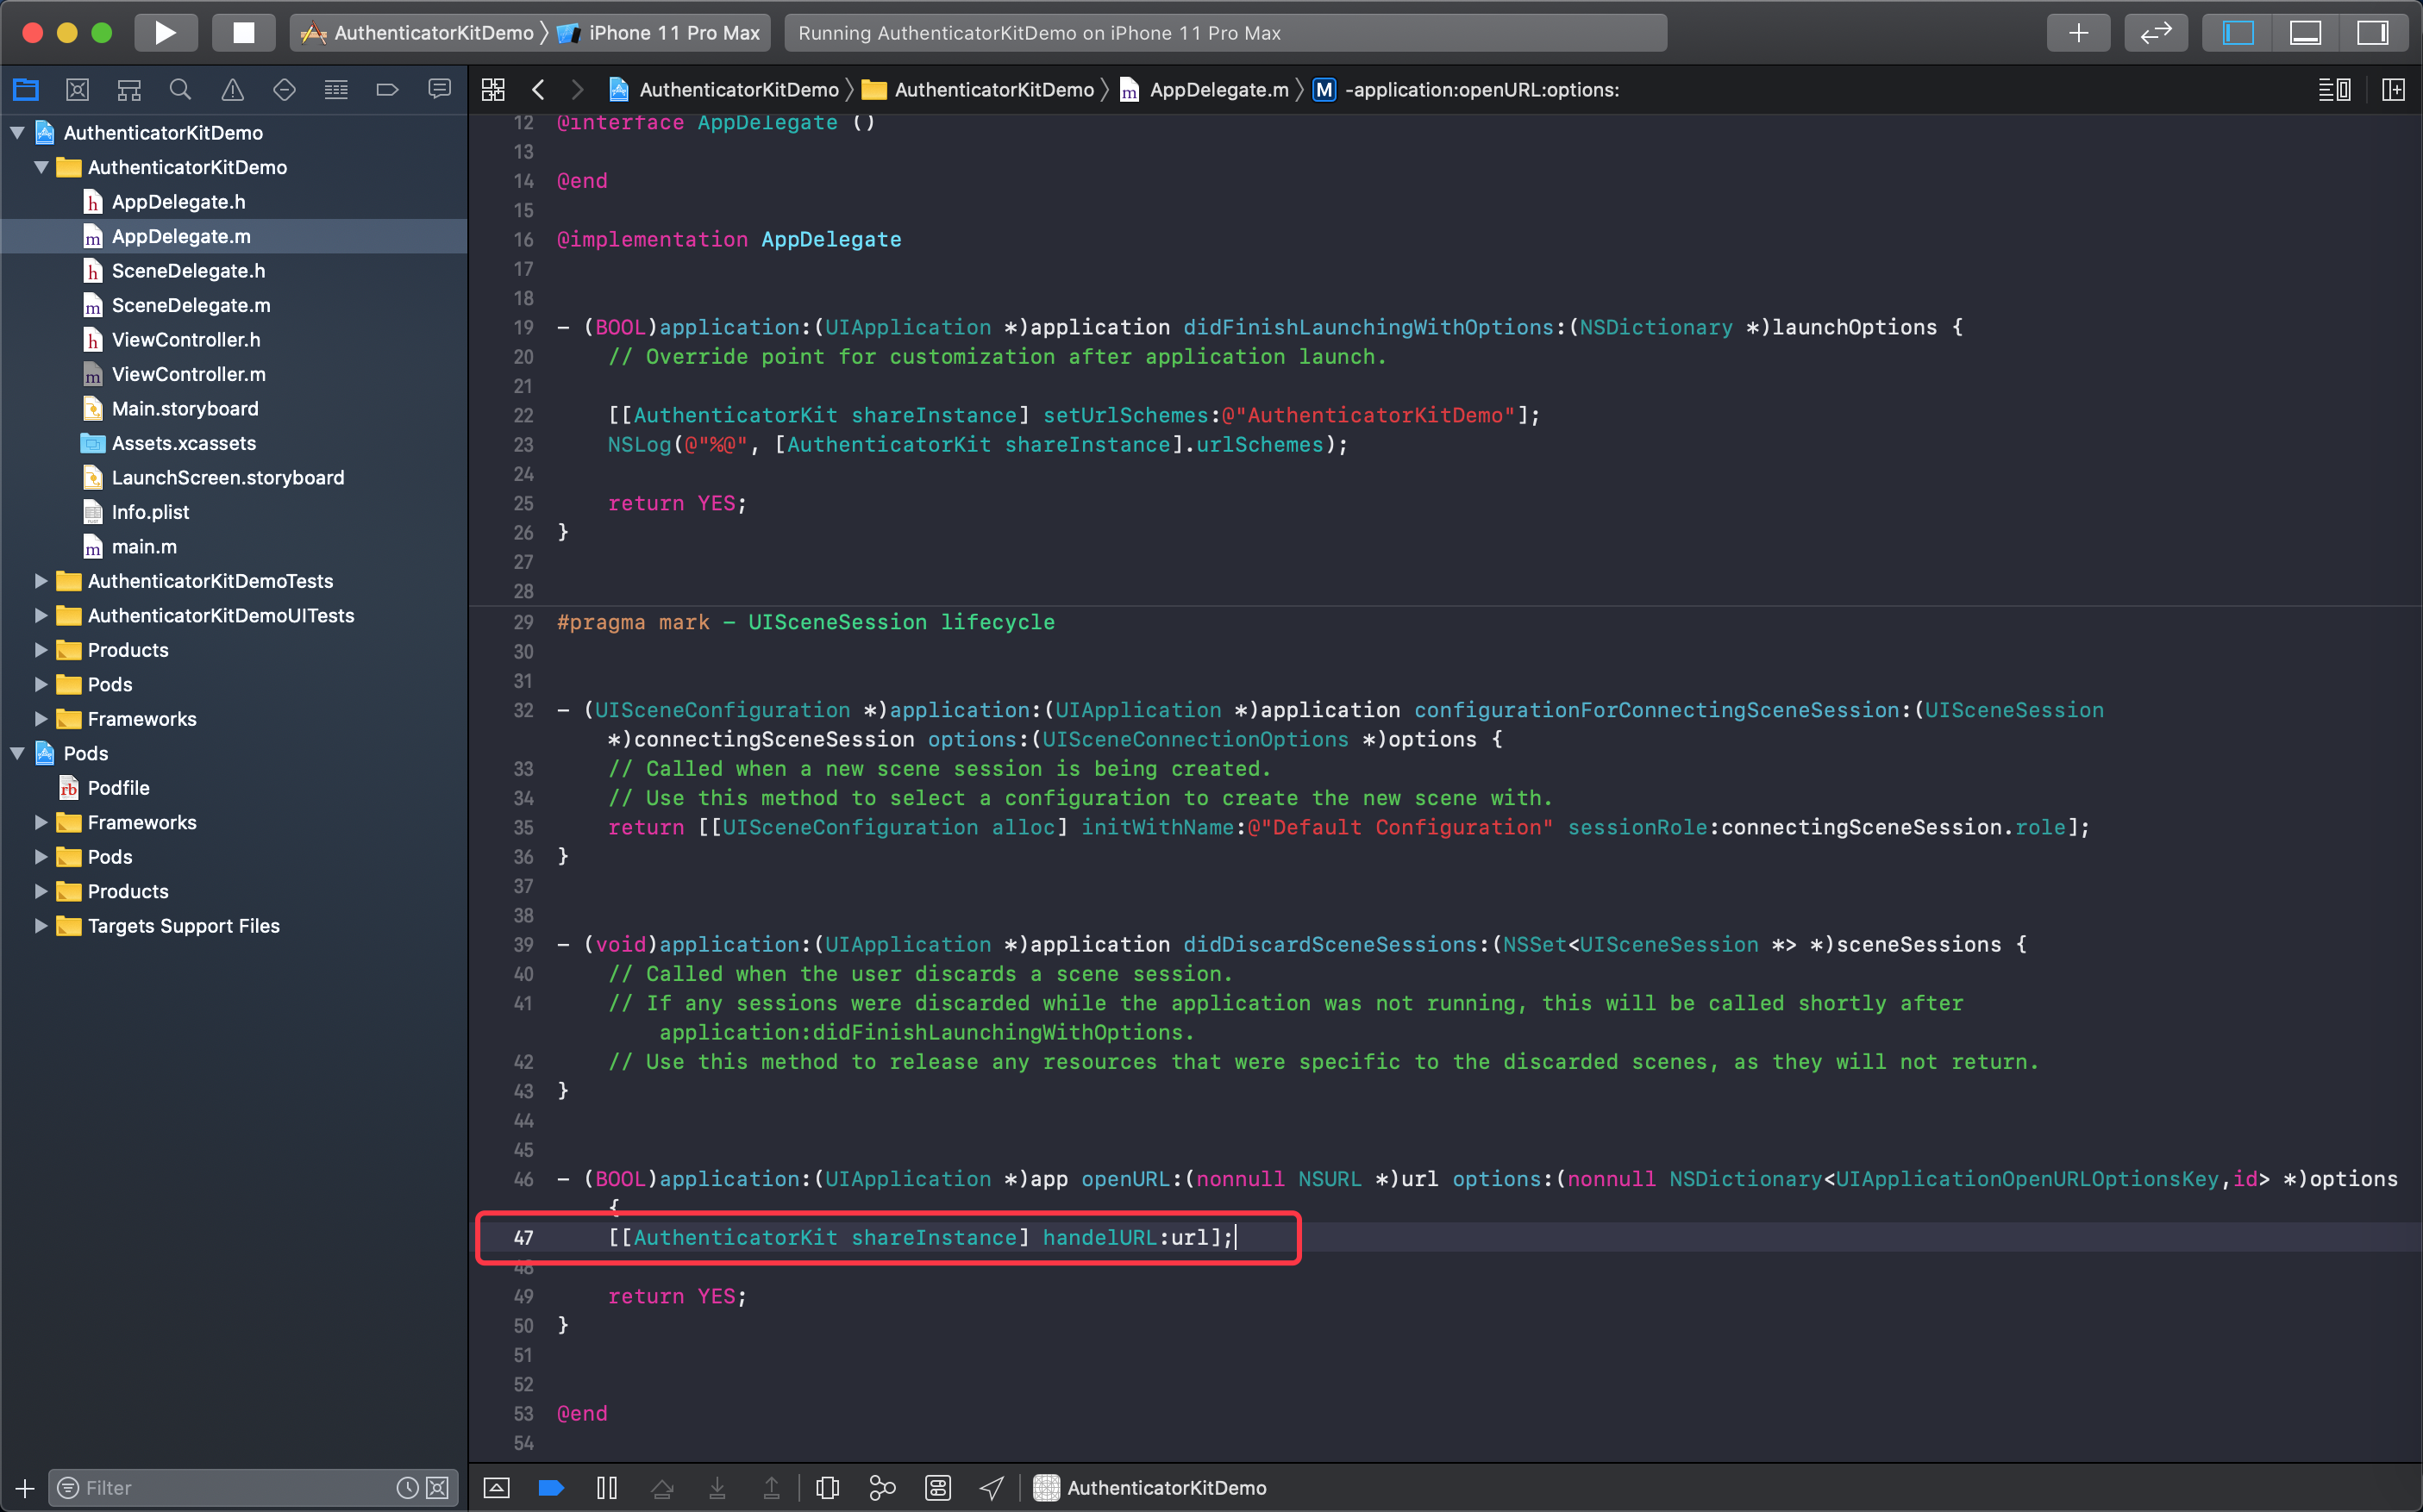 AuthenticatorKitDemo 〉 iPhone 11 Pro Max
Running AuthenticatorKitDemo on iPhone 11 Pro Max
AuthenticatorKitDemo 〉 AuthenticatorKitDemo 〉 m AppDelegate.m 〉 M -application:openURL:options:
AuthenticatorKitDemo
AuthenticatorKitDemo
h AppDelegate.h
m AppDelegate.m
h SceneDelegate.h
m SceneDelegate.m
h ViewController.h
m ViewController.m
Main.storyboard
Assets.xcassets
LaunchScreen.storyboard
Info.plist
m main.m
AuthenticatorKitDemoTests
AuthenticatorKitDemoUITests
Products
Pods
Frameworks
Pods
rb Podfile
Frameworks
Pods
Products
Targets Support Files
Filter
12 @interface AppDelegate ()
13
14 @end
15
16 @implementation AppDelegate
17
18
19 - (BOOL)application:(UIApplication *)application didFinishLaunchingWithOptions:(NSDictionary *)launchOptions {
20 // Override point for customization after application launch.
21
22 [[AuthenticatorKit shareInstance] setUrlSchemes:@"AuthenticatorKitDemo"];
23 NSLog(@"%@", [AuthenticatorKit shareInstance].urlSchemes);
24
25 return YES;
26 }
27
28
29 #pragma mark - UISceneSession lifecycle
30
31
32 - (UISceneConfiguration *)application:(UIApplication *)application configurationForConnectingSceneSession:(UISceneSession
*)connectingSceneSession options:(UISceneConnectionOptions *)options {
33 // Called when a new scene session is being created.
34 // Use this method to select a configuration to create the new scene with.
35 return [[UISceneConfiguration alloc] initWithName:@"Default Configuration" sessionRole:connectingSceneSession.role];
36 }
37
38
39 - (void)application:(UIApplication *)application didDiscardSceneSessions:(NSSet<UISceneSession *> *)sceneSessions {
40 // Called when the user discards a scene session.
41 // If any sessions were discarded while the application was not running, this will be called shortly after
application:didFinishLaunchingWithOptions.
42 // Use this method to release any resources that were specific to the discarded scenes, as they will not return.
43 }
44
45
46 - (BOOL)application:(UIApplication *)app openURL:(nonnull NSURL *)url options:(nonnull NSDictionary<UIApplicationOpenURLOptionsKey,id> *)options
{
47 [[AuthenticatorKit shareInstance] handelURL:url];
48
49 return YES;
50 }
51
52
53 @end
54
AuthenticatorKitDemo